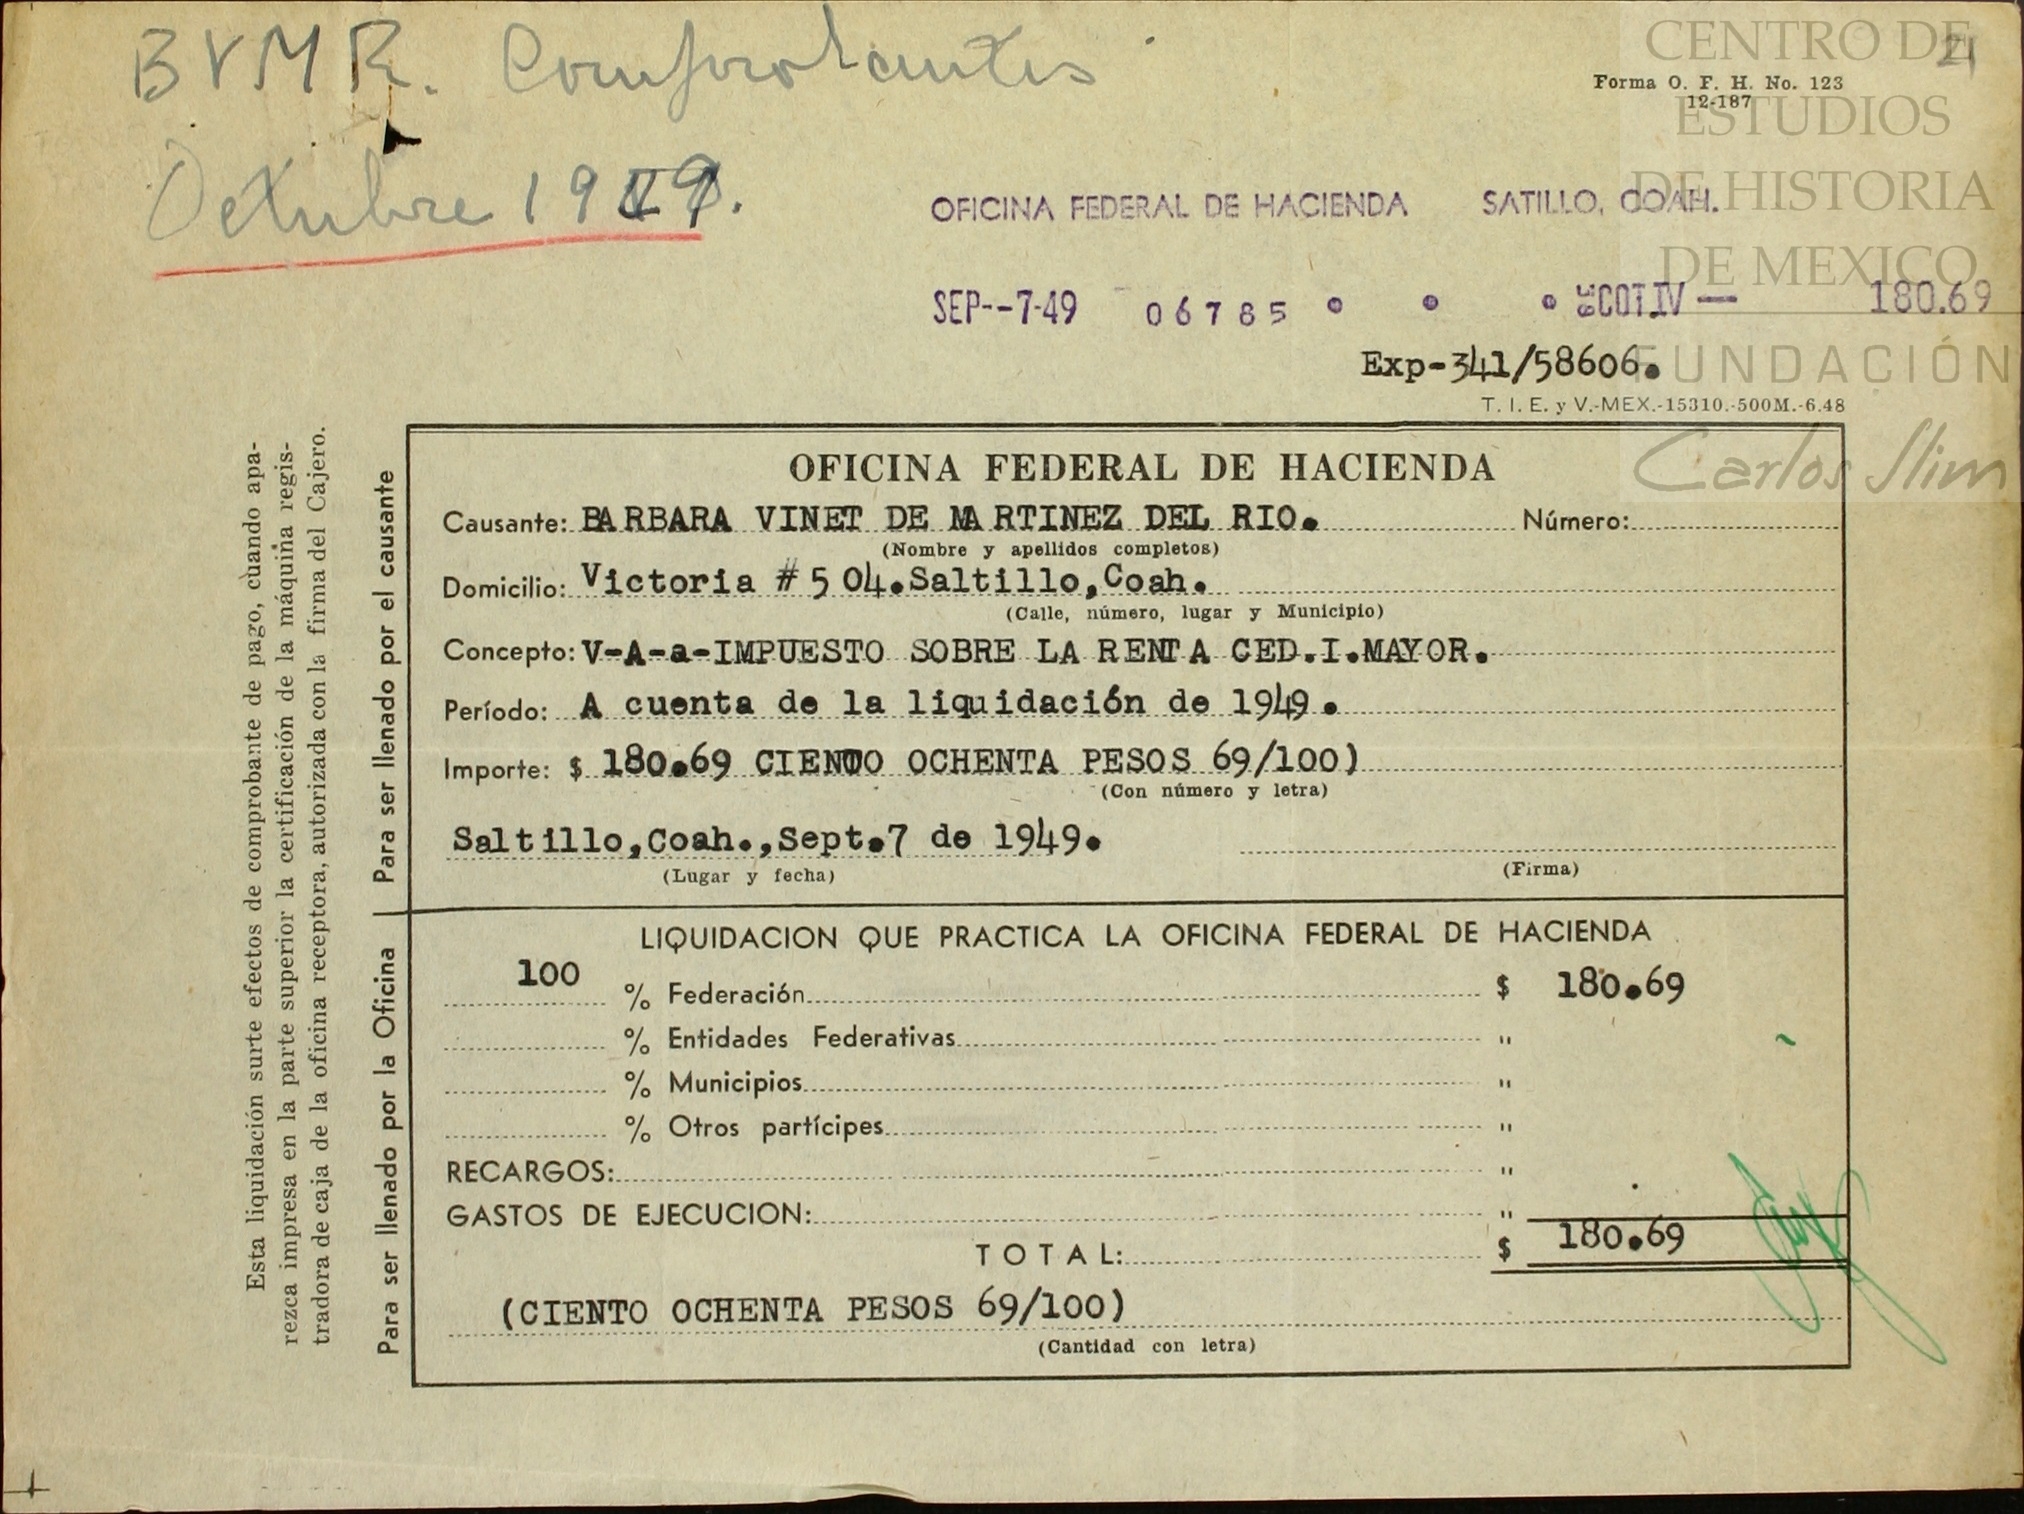 BVMR. Comprobantes
21
Octubre 1949.
CENTRO DE
ESTUDIOS
DE HISTORIA
DE MEXICO
FUNDACIÓN
Carlos Slim
Forma O. F. H. No. 123
12-187
OFICINA FEDERAL DE HACIENDA SATILLO, COAH.
SEP--7-49 06785 COT.IV — 180.69
Exp-341/58606.
T. I. E. y V.-MEX.-15310.-500M.-6.48
Esta liquidación surte efectos de comprobante de pago, cuando apa-
rezca impresa en la parte superior la certificación de la máquina regis-
tradora de caja de la oficina receptora, autorizada con la firma del Cajero.
Para ser llenado por el causante
OFICINA FEDERAL DE HACIENDA
Causante: BARBARA VINET DE MARTINEZ DEL RIO. Número:
(Nombre y apellidos completos)
Domicilio: Victoria # 504.Saltillo,Coah.
(Calle, número, lugar y Municipio)
Concepto: V-A-a-IMPUESTO SOBRE LA RENTA CED.I.MAYOR.
Período: A cuenta de la liquidación de 1949.
Importe: $ 180.69 CIENTO OCHENTA PESOS 69/100)
(Con número y letra)
Saltillo,Coah.,Sept.7 de 1949.
(Lugar y fecha) (Firma)
Para ser llenado por la Oficina
LIQUIDACION QUE PRACTICA LA OFICINA FEDERAL DE HACIENDA
100 % Federación $ 180.69
% Entidades Federativas "
% Municipios "
% Otros partícipes "
RECARGOS: "
GASTOS DE EJECUCION: "
TOTAL: $ 180.69
(CIENTO OCHENTA PESOS 69/100)
(Cantidad con letra)